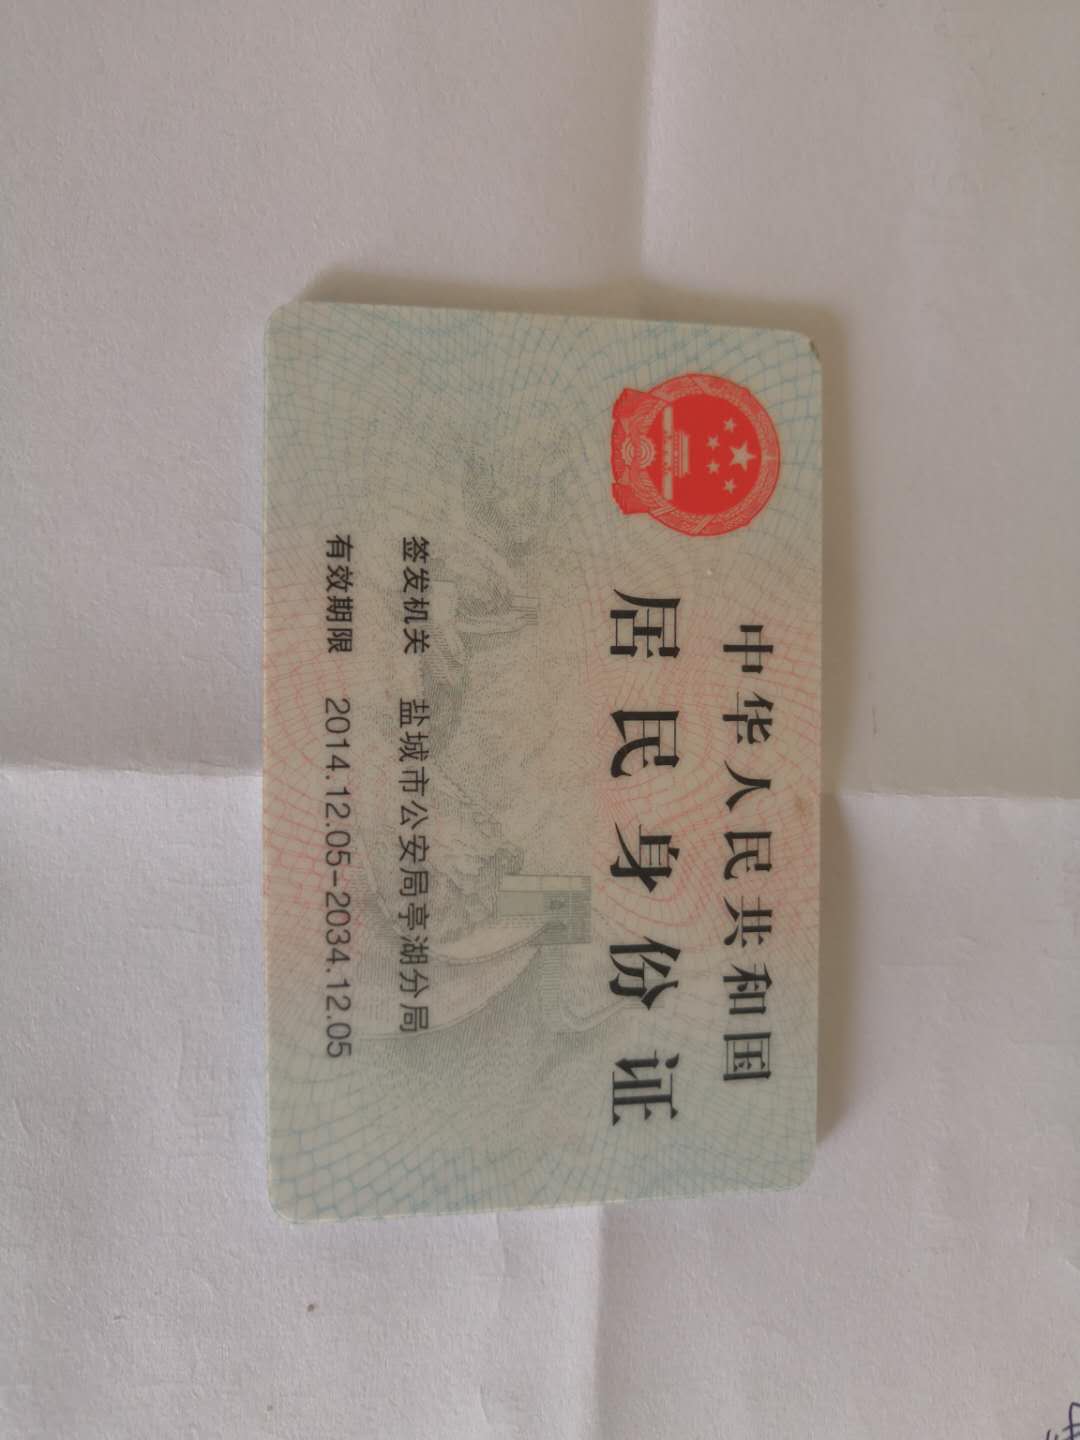 中华人民共和国
居民身份证
签发机关 盐城市公安局亭湖分局
有效期限 2014.12.05-2034.12.05